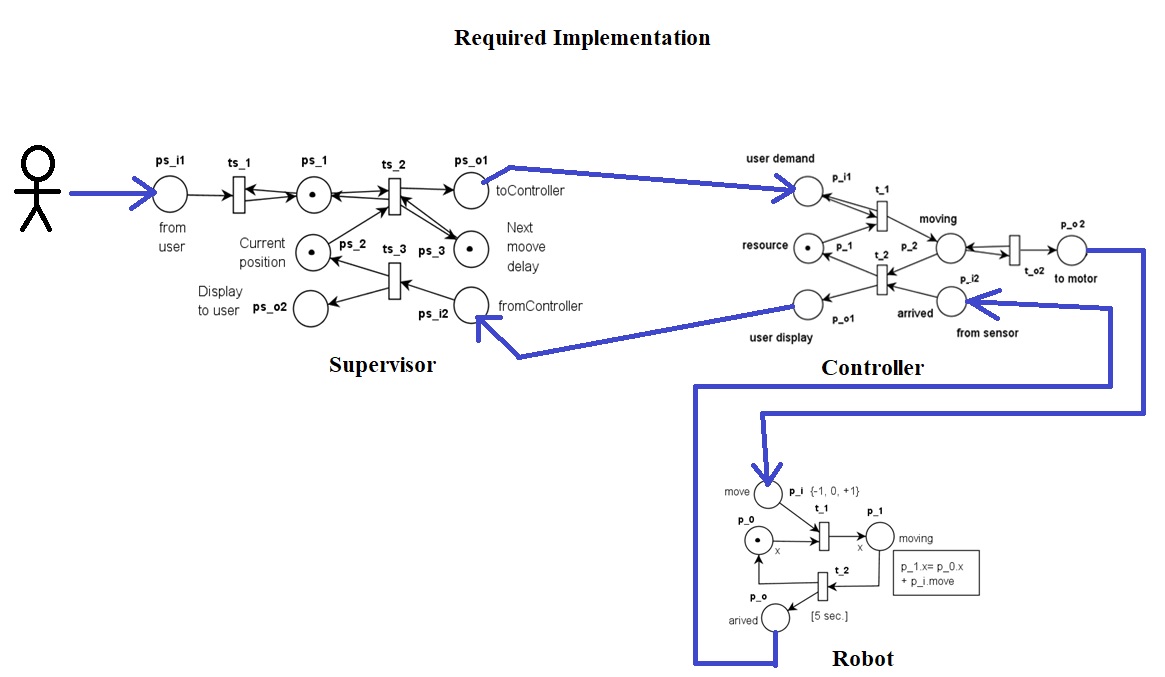 Required Implementation
ps_i1
ts_1
ps_1
ts_2
ps_o1
toController
from
user
Current
position
ps_2
ts_3
ps_3
Next
moove
delay
Display
to user
ps_o2
ps_i2
fromController
Supervisor
user demand
p_i1
t_1
moving
p_o2
resource
p_1
p_2
t_2
t_o2
to motor
p_i2
arrived
p_o1
from sensor
user display
Controller
move
p_i {-1, 0, +1}
t_1
p_1
p_0
x
x
moving
t_2
p_1.x= p_0.x
+ p_i.move
p_o
arived
[5 sec.]
Robot